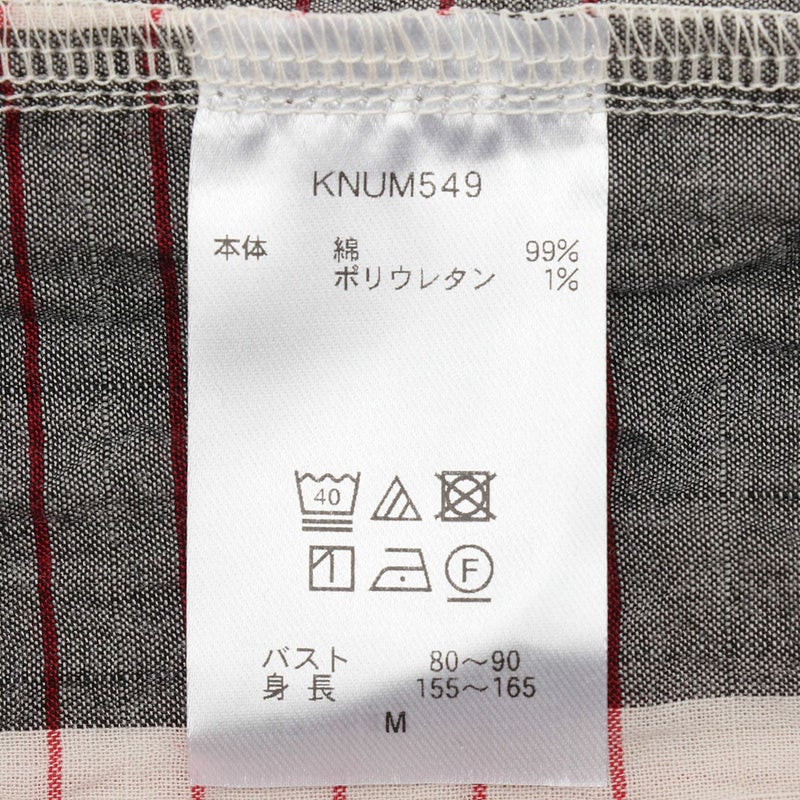 KNUM549
本体 綿 99%
ポリウレタン 1%
40
F
バスト 80～90
身長 155～165
M